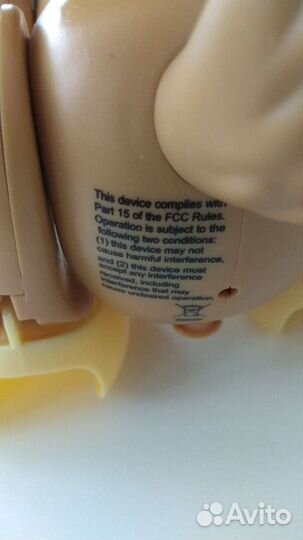 This device complies with
Part 15 of the FCC Rules.
Operation is subject to the
following two conditions:
(1) this device may not
cause harmful interference,
and (2) this device must
accept any interference
received, including
interference that may
cause undesired operation.
Avito